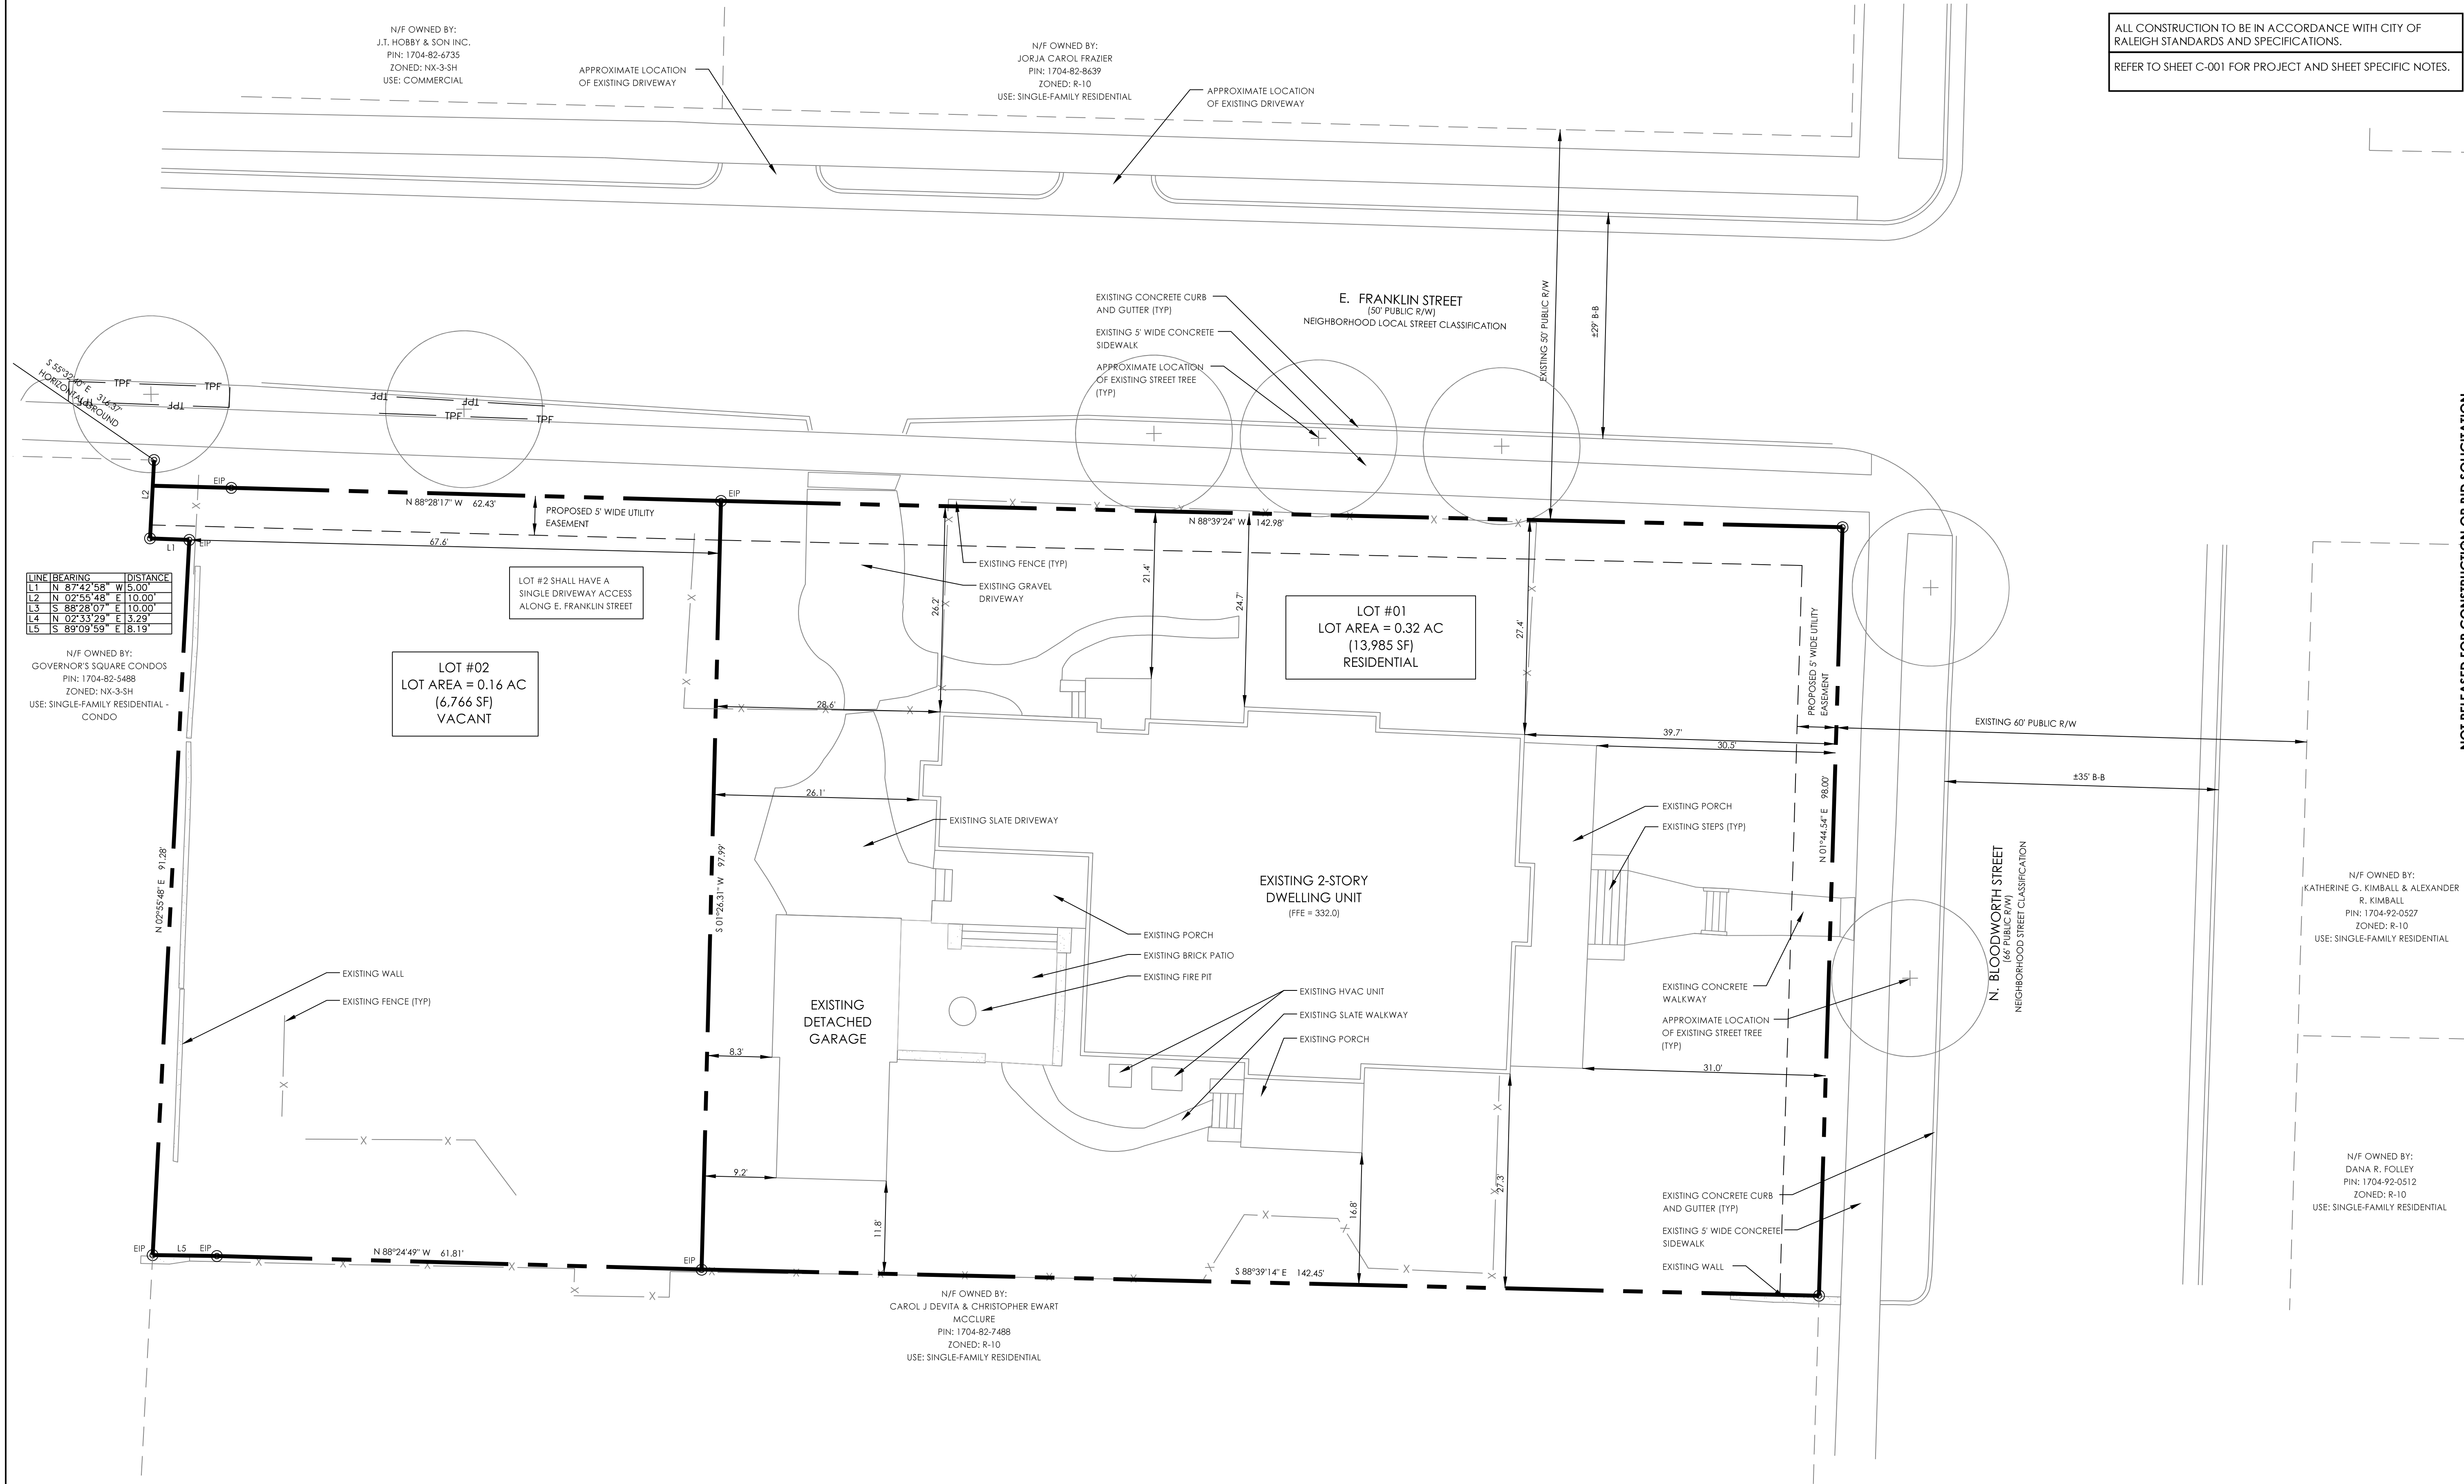 N/F OWNED BY:
J.T. HOBBY & SON INC.
PIN: 1704-82-6735
ZONED: NX-3-SH
USE: COMMERCIAL
APPROXIMATE LOCATION
OF EXISTING DRIVEWAY
N/F OWNED BY:
JORJA CAROL FRAZIER
PIN: 1704-82-8639
ZONED: R-10
USE: SINGLE-FAMILY RESIDENTIAL
APPROXIMATE LOCATION
OF EXISTING DRIVEWAY
ALL CONSTRUCTION TO BE IN ACCORDANCE WITH CITY OF
RALEIGH STANDARDS AND SPECIFICATIONS.
REFER TO SHEET C-001 FOR PROJECT AND SHEET SPECIFIC NOTES.
EXISTING CONCRETE CURB
AND GUTTER (TYP)
EXISTING 5' WIDE CONCRETE
SIDEWALK
APPROXIMATE LOCATION
OF EXISTING STREET TREE
(TYP)
E. FRANKLIN STREET
(50' PUBLIC R/W)
NEIGHBORHOOD LOCAL STREET CLASSIFICATION
EXISTING 50' PUBLIC R/W
±29' B-B
S 55°32'40" E 316.37'
HORIZONTAL GROUND
TPF
TPF
TPF
TPF
TPF
TPF
TPF
TPF
L2
EIP
N 88°28'17" W 62.43'
PROPOSED 5' WIDE UTILITY
EASEMENT
EIP
N 88°39'24" W 142.98'
L1
EIP
67.6'
LINE BEARING DISTANCE
L1 N 87°42'58" W 5.00'
L2 N 02°55'48" E 10.00'
L3 S 88°28'07" E 10.00'
L4 N 02°33'29" E 3.29'
L5 S 89°09'59" E 8.19'
LOT #2 SHALL HAVE A
SINGLE DRIVEWAY ACCESS
ALONG E. FRANKLIN STREET
EXISTING FENCE (TYP)
EXISTING GRAVEL
DRIVEWAY
26.2'
21.4'
24.7'
LOT #01
LOT AREA = 0.32 AC
(13,985 SF)
RESIDENTIAL
27.4'
PROPOSED 5' WIDE UTILITY
EASEMENT
N/F OWNED BY:
GOVERNOR'S SQUARE CONDOS
PIN: 1704-82-5488
ZONED: NX-3-SH
USE: SINGLE-FAMILY RESIDENTIAL -
CONDO
LOT #02
LOT AREA = 0.16 AC
(6,766 SF)
VACANT
28.6'
39.7'
30.5'
EXISTING 60' PUBLIC R/W
±35' B-B
26.1'
EXISTING SLATE DRIVEWAY
EXISTING PORCH
EXISTING STEPS (TYP)
N 01°44.54" E 98.00'
N 02°55'48" E 91.28'
S 01°26.31" W 97.99'
EXISTING 2-STORY
DWELLING UNIT
(FFE = 332.0)
N. BLOODWORTH STREET
(66' PUBLIC R/W)
NEIGHBORHOOD STREET CLASSIFICATION
N/F OWNED BY:
KATHERINE G. KIMBALL & ALEXANDER
R. KIMBALL
PIN: 1704-92-0527
ZONED: R-10
USE: SINGLE-FAMILY RESIDENTIAL
EXISTING PORCH
EXISTING BRICK PATIO
EXISTING FIRE PIT
EXISTING WALL
EXISTING FENCE (TYP)
EXISTING
DETACHED
GARAGE
EXISTING HVAC UNIT
EXISTING SLATE WALKWAY
EXISTING PORCH
EXISTING CONCRETE
WALKWAY
APPROXIMATE LOCATION
OF EXISTING STREET TREE
(TYP)
8.3'
31.0'
9.2'
11.8'
16.8'
27.3'
EXISTING CONCRETE CURB
AND GUTTER (TYP)
EXISTING 5' WIDE CONCRETE
SIDEWALK
EXISTING WALL
N/F OWNED BY:
DANA R. FOLLEY
PIN: 1704-92-0512
ZONED: R-10
USE: SINGLE-FAMILY RESIDENTIAL
EIP
L5
EIP
N 88°24'49" W 61.81'
EIP
S 88°39'14" E 142.45'
N/F OWNED BY:
CAROL J DEVITA & CHRISTOPHER EWART
MCCLURE
PIN: 1704-82-7488
ZONED: R-10
USE: SINGLE-FAMILY RESIDENTIAL